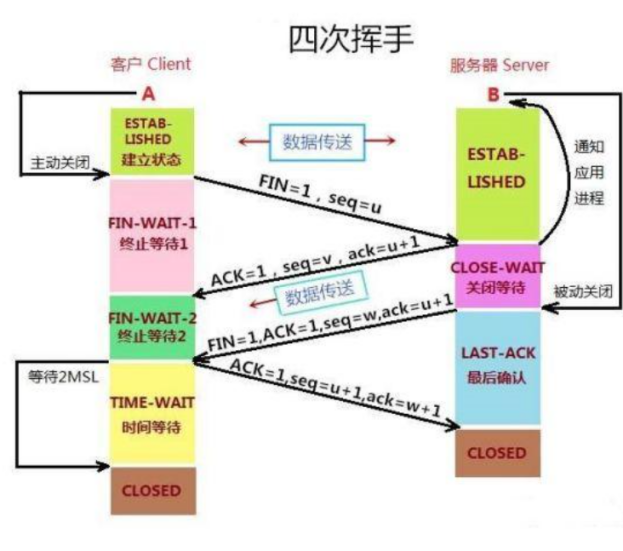 四次挥手
客户 Client
服务器 Server
A
B
ESTAB-
LISHED
建立状态
数据传送
ESTAB-
LISHED
通知
应用
进程
主动关闭
FIN=1，seq=u
FIN-WAIT-1
终止等待1
ACK=1，seq=v，ack=u+1
CLOSE-WAIT
关闭等待
数据传送
被动关闭
FIN-WAIT-2
终止等待2
FIN=1,ACK=1,seq=w,ack=u+1
LAST-ACK
最后确认
等待2MSL
ACK=1,seq=u+1,ack=w+1
TIME-WAIT
时间等待
CLOSED
CLOSED